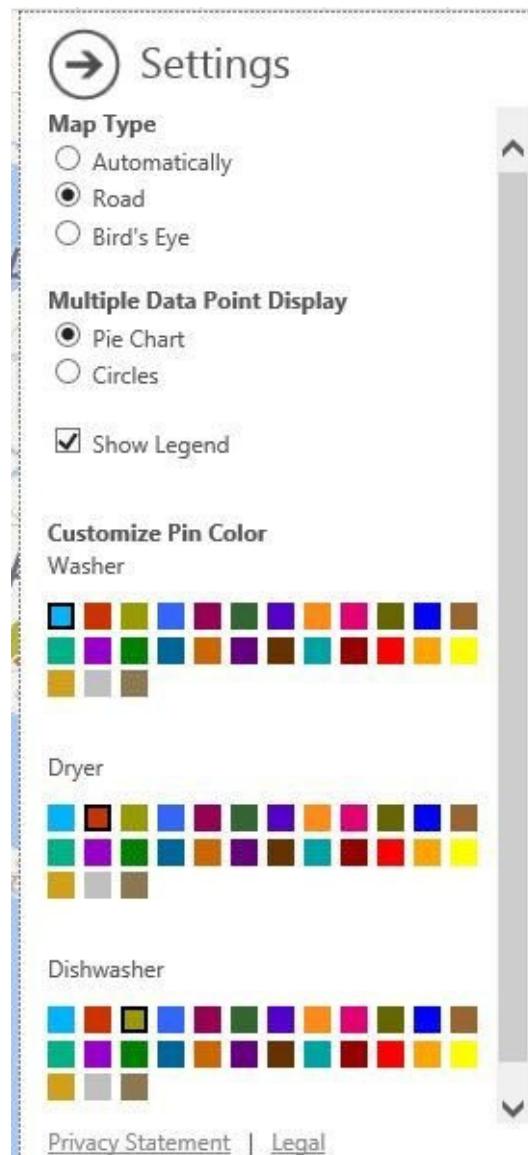 Settings
Map Type
Automatically
Road
Bird's Eye
Multiple Data Point Display
Pie Chart
Circles
Show Legend
Customize Pin Color
Washer
Dryer
Dishwasher
Privacy Statement | Legal